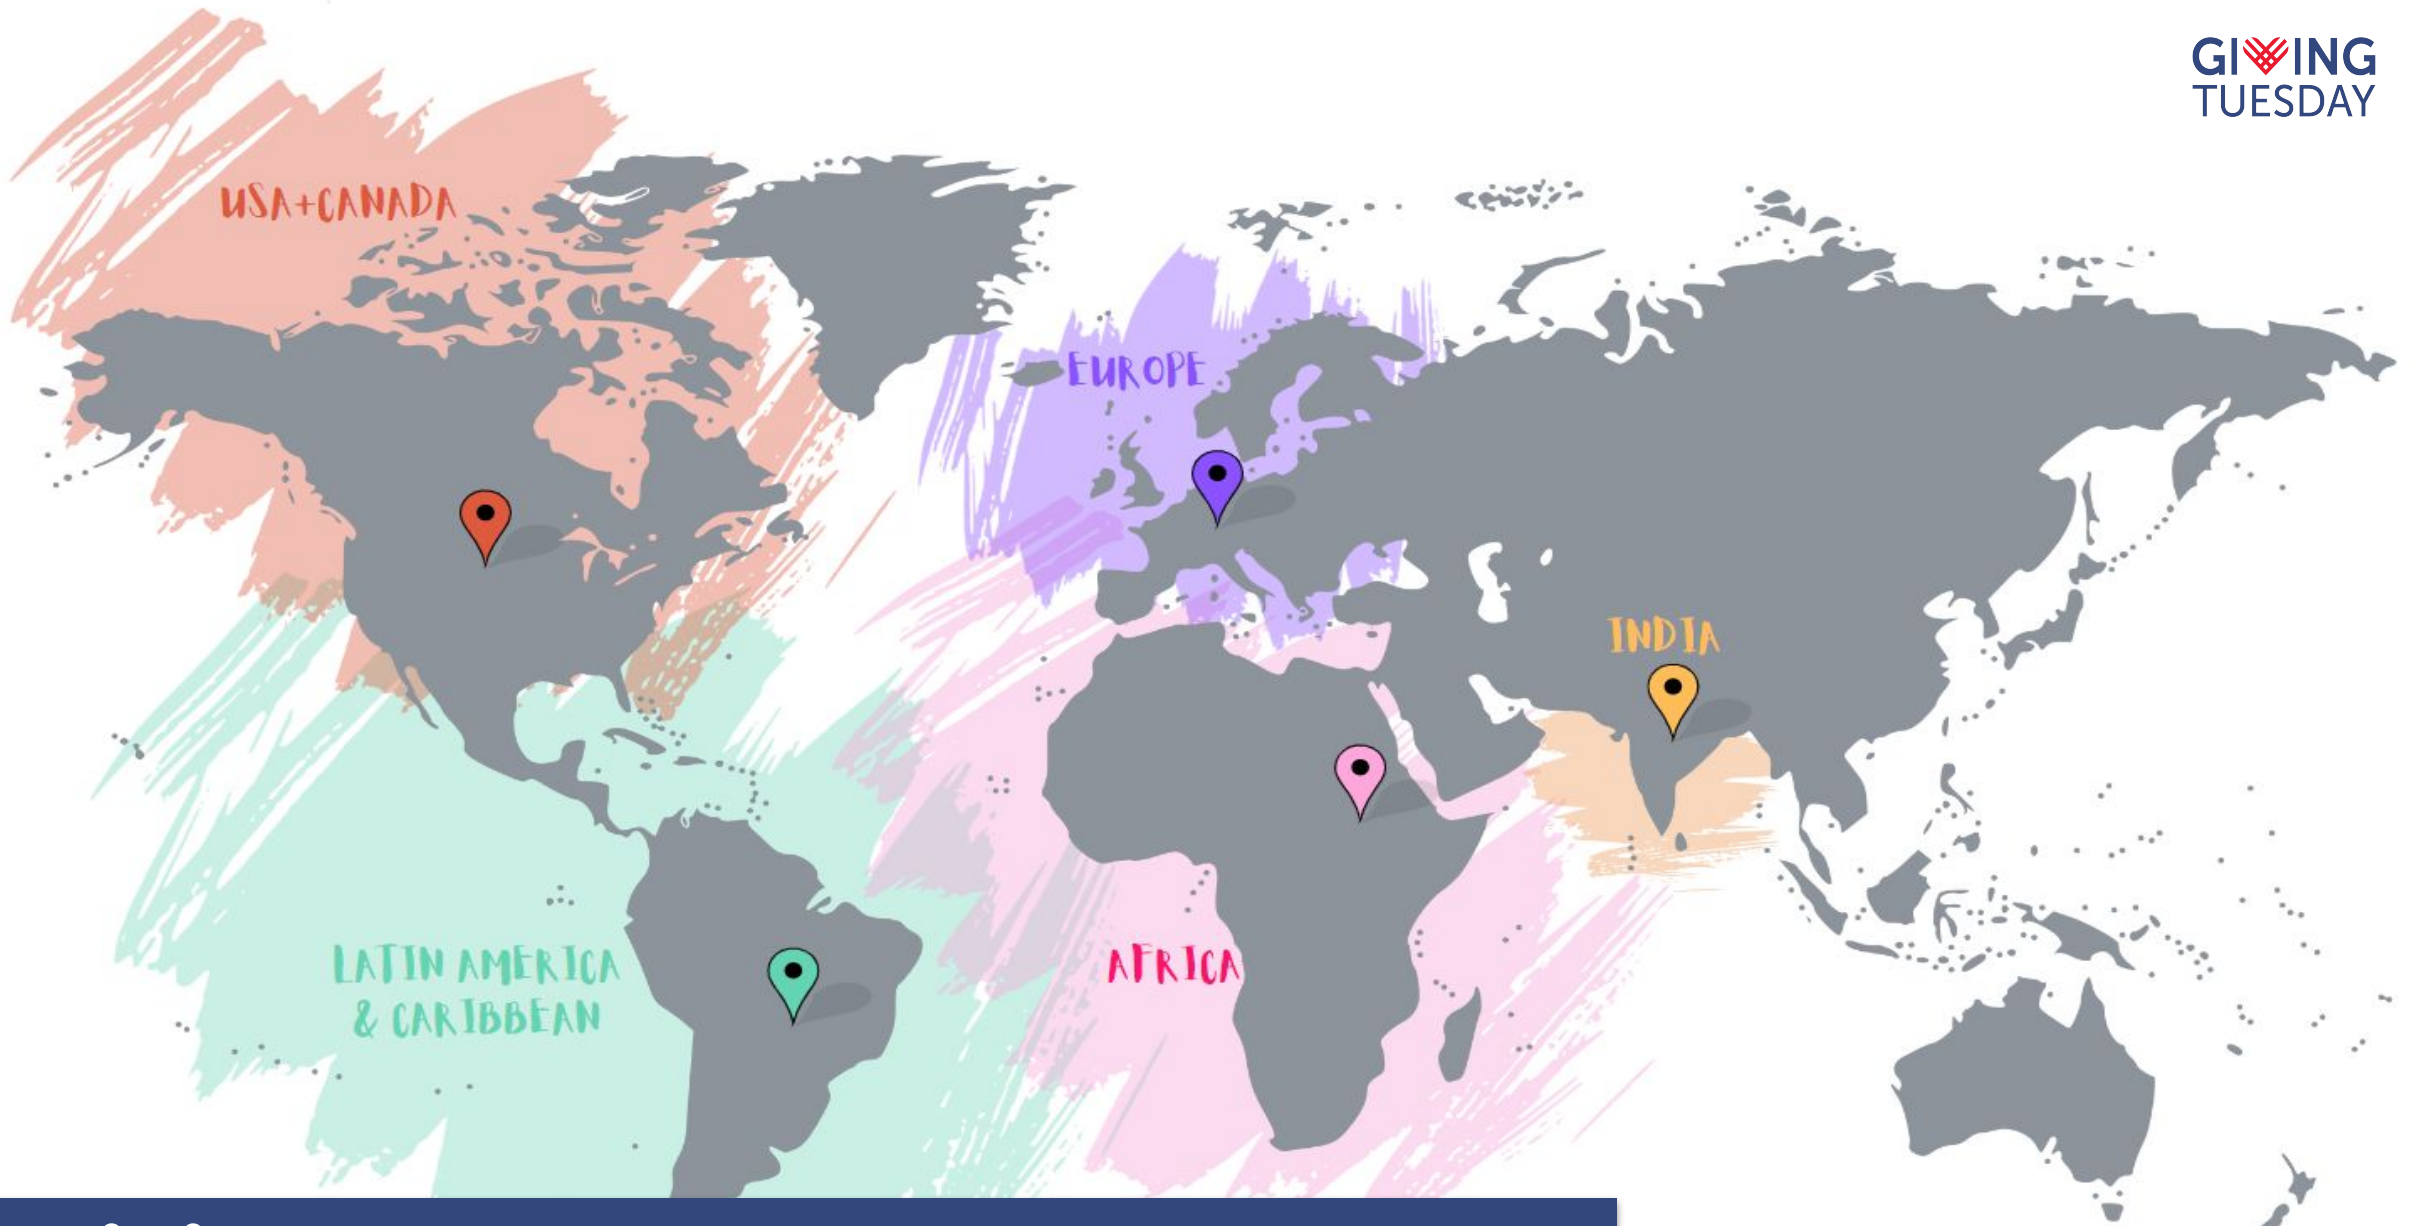 GIVING
TUESDAY
USA+CANADA
EUROPE
INDIA
LATIN AMERICA
& CARIBBEAN
AFRICA